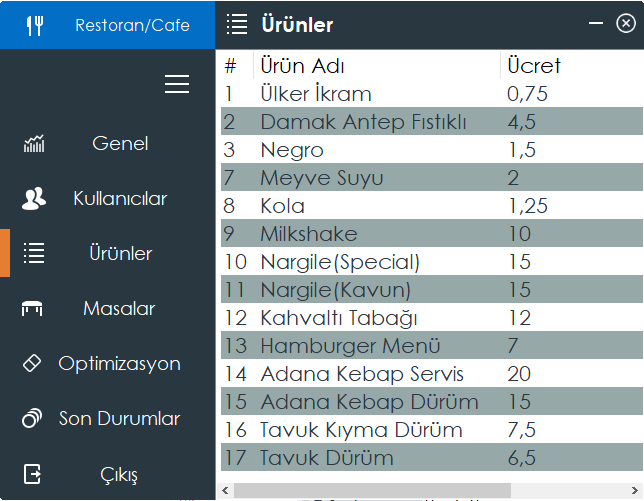 Restoran/Cafe
Genel
Kullanıcılar
Ürünler
Masalar
Optimizasyon
Son Durumlar
Çıkış
Ürünler
# Ürün Adı Ücret
1 Ülker İkram 0,75
2 Damak Antep Fıstıklı 4,5
3 Negro 1,5
7 Meyve Suyu 2
8 Kola 1,25
9 Milkshake 10
10 Nargile(Special) 15
11 Nargile(Kavun) 15
12 Kahvaltı Tabağı 12
13 Hamburger Menü 7
14 Adana Kebap Servis 20
15 Adana Kebap Dürüm 15
16 Tavuk Kıyma Dürüm 7,5
17 Tavuk Dürüm 6,5